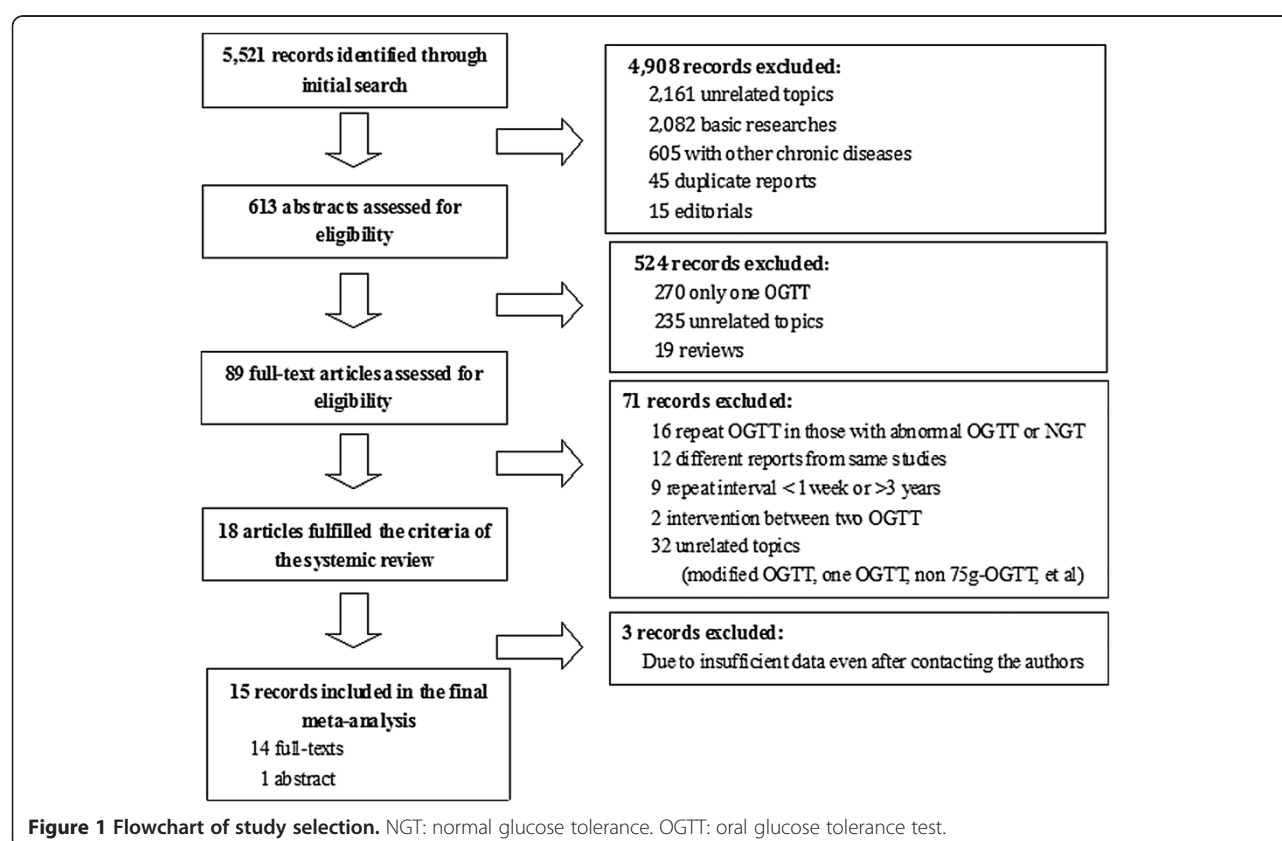 5,521 records identified through
initial search
4,908 records excluded:
2,161 unrelated topics
2,082 basic researches
605 with other chronic diseases
45 duplicate reports
15 editorials
613 abstracts assessed for
eligibility
524 records excluded:
270 only one OGTT
235 unrelated topics
19 reviews
89 full-text articles assessed for
eligibility
71 records excluded:
16 repeat OGTT in those with abnormal OGTT or NGT
12 different reports from same studies
9 repeat interval <1 week or >3 years
2 intervention between two OGTT
32 unrelated topics
(modified OGTT, one OGTT, non 75g-OGTT, et al)
18 articles fulfilled the criteria of
the systemic review
3 records excluded:
Due to insufficient data even after contacting the authors
15 records included in the final
meta-analysis
14 full-texts
1 abstract
Figure 1 Flowchart of study selection. NGT: normal glucose tolerance. OGTT: oral glucose tolerance test.